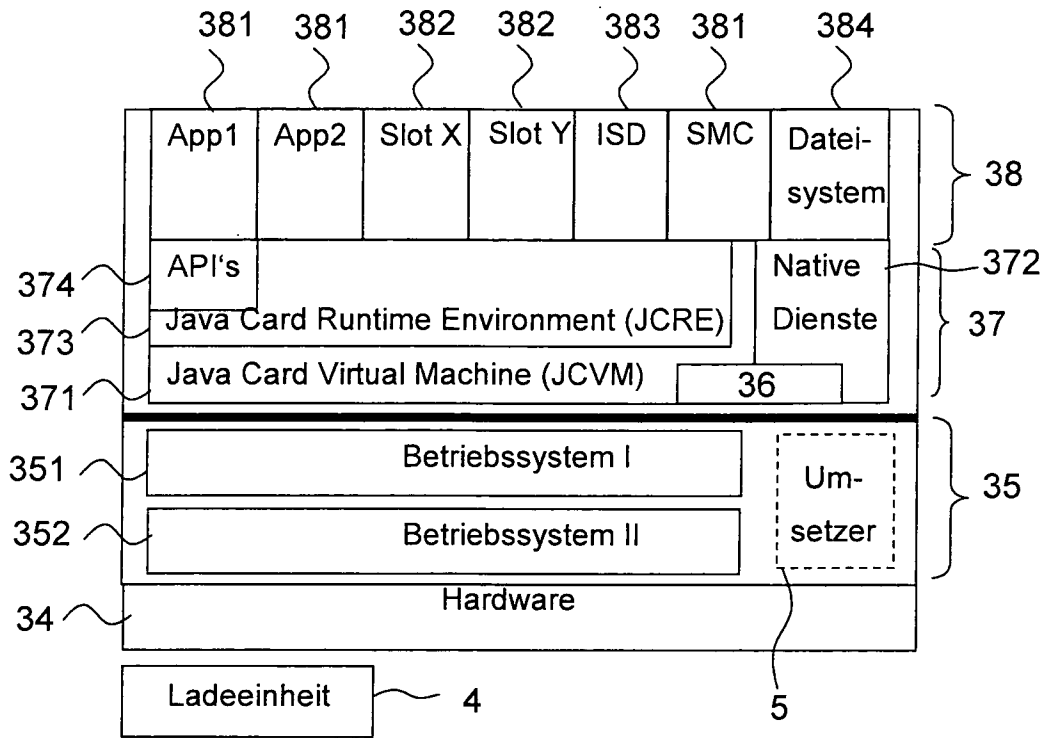 381 381 382 382 383 381 384
App1 App2 Slot X Slot Y ISD SMC Datei-
system
38
API's Native
374 372
Java Card Runtime Environment (JCRE) Dienste
373 37
Java Card Virtual Machine (JCVM) 36
371
351 Betriebssystem I Um-
35
352 Betriebssystem II setzer
34 Hardware
Ladeeinheit 4 5